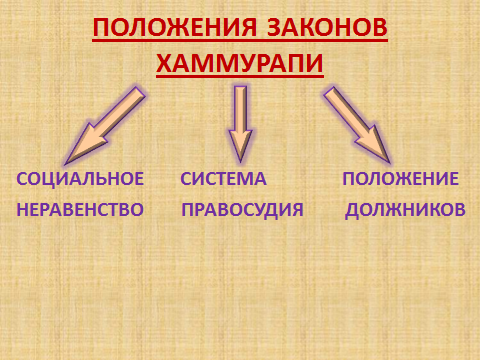 ПОЛОЖЕНИЯ ЗАКОНОВ
ХАММУРАПИ
СОЦИАЛЬНОЕ НЕРАВЕНСТВО
СИСТЕМА ПРАВОСУДИЯ
ПОЛОЖЕНИЕ ДОЛЖНИКОВ